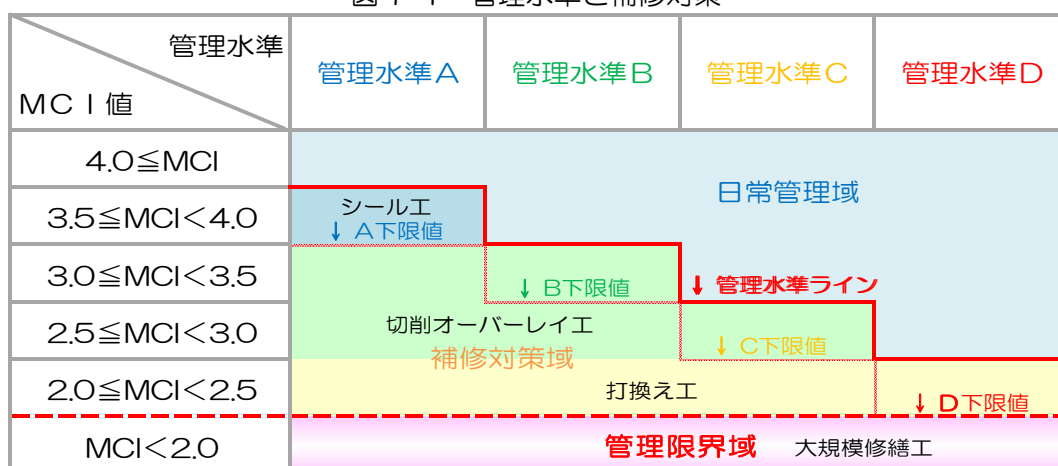 管理水準
MCI値
管理水準A
管理水準B
管理水準C
管理水準D
4.0≦MCI
日常管理域
3.5≦MCI<4.0
シール工
↓ A下限値
3.0≦MCI<3.5
↓ B下限値
↓ 管理水準ライン
2.5≦MCI<3.0
切削オーバーレイ工
↓ C下限値
補修対策域
2.0≦MCI<2.5
打換え工
↓ D下限値
MCI<2.0
管理限界域 大規模修繕工